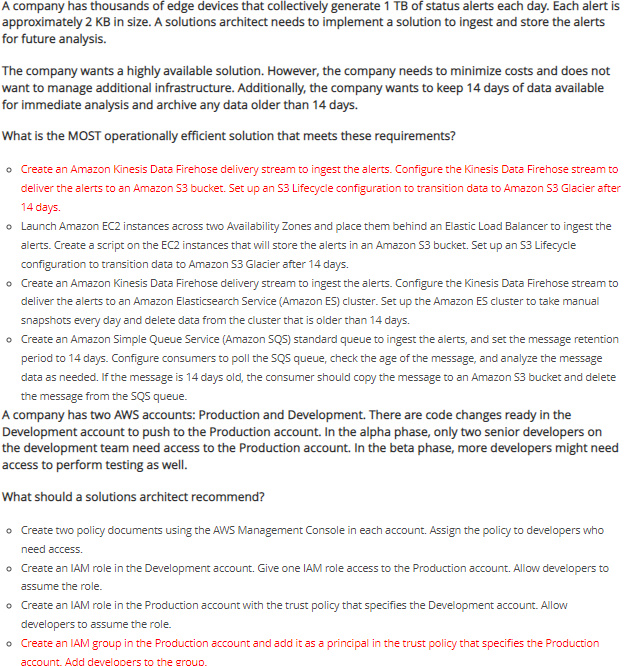 A company has thousands of edge devices that collectively generate 1 TB of status alerts each day. Each alert is
approximately 2 KB in size. A solutions architect needs to implement a solution to ingest and store the alerts
for future analysis.
The company wants a highly available solution. However, the company needs to minimize costs and does not
want to manage additional infrastructure. Additionally, the company wants to keep 14 days of data available
for immediate analysis and archive any data older than 14 days.
What is the MOST operationally efficient solution that meets these requirements?
Create an Amazon Kinesis Data Firehose delivery stream to ingest the alerts. Configure the Kinesis Data Firehose stream to
deliver the alerts to an Amazon S3 bucket. Set up an S3 Lifecycle configuration to transition data to Amazon S3 Glacier after
14 days.
Launch Amazon EC2 instances across two Availability Zones and place them behind an Elastic Load Balancer to ingest the
alerts. Create a script on the EC2 instances that will store the alerts in an Amazon S3 bucket. Set up an S3 Lifecycle
configuration to transition data to Amazon S3 Glacier after 14 days.
Create an Amazon Kinesis Data Firehose delivery stream to ingest the alerts. Configure the Kinesis Data Firehose stream to
deliver the alerts to an Amazon Elasticsearch Service (Amazon ES) cluster. Set up the Amazon ES cluster to take manual
snapshots every day and delete data from the cluster that is older than 14 days.
Create an Amazon Simple Queue Service (Amazon SQS) standard queue to ingest the alerts, and set the message retention
period to 14 days. Configure consumers to poll the SQS queue, check the age of the message, and analyze the message
data as needed. If the message is 14 days old, the consumer should copy the message to an Amazon S3 bucket and delete
the message from the SQS queue.
A company has two AWS accounts: Production and Development. There are code changes ready in the
Development account to push to the Production account. In the alpha phase, only two senior developers on
the development team need access to the Production account. In the beta phase, more developers might need
access to perform testing as well.
What should a solutions architect recommend?
Create two policy documents using the AWS Management Console in each account. Assign the policy to developers who
need access.
Create an IAM role in the Development account. Give one IAM role access to the Production account. Allow developers to
assume the role.
Create an IAM role in the Production account with the trust policy that specifies the Development account. Allow
developers to assume the role.
Create an IAM group in the Production account and add it as a principal in the trust policy that specifies the Production
account. Add developers to the group.